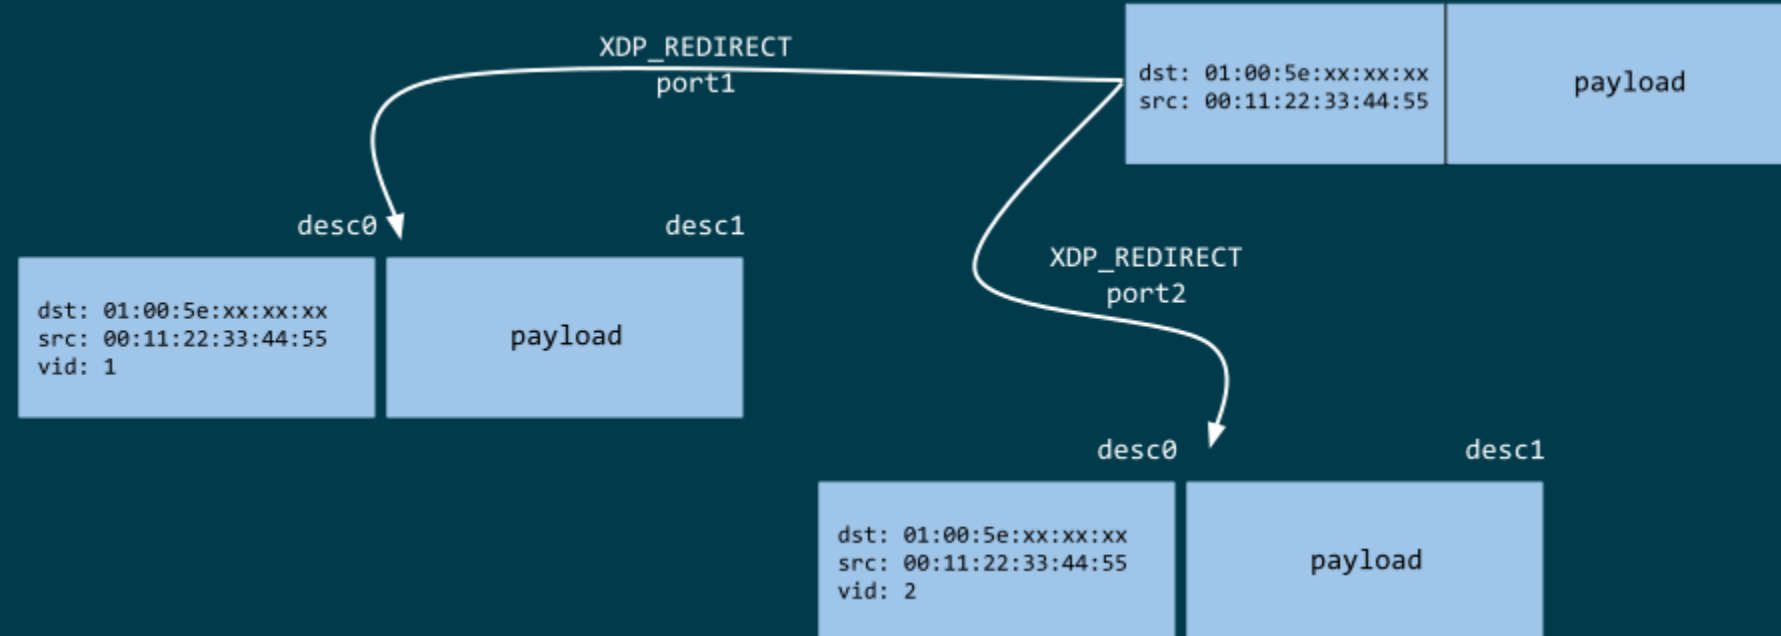 XDP_REDIRECT
port1
dst: 01:00:5e:xx:xx:xx
src: 00:11:22:33:44:55
payload
desc0
desc1
dst: 01:00:5e:xx:xx:xx
src: 00:11:22:33:44:55
vid: 1
payload
XDP_REDIRECT
port2
desc0
desc1
dst: 01:00:5e:xx:xx:xx
src: 00:11:22:33:44:55
vid: 2
payload